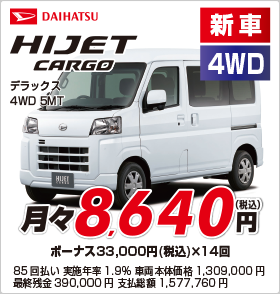 DAIHATSU
新車
HIJET
CARGO
4WD
デラックス
4WD 5MT
月々8,640円(税込)
ボーナス33,000円(税込)×14回
85回払い 実施年率1.9% 車両本体価格 1,309,000円
最終残金 390,000円 支払総額 1,577,760円